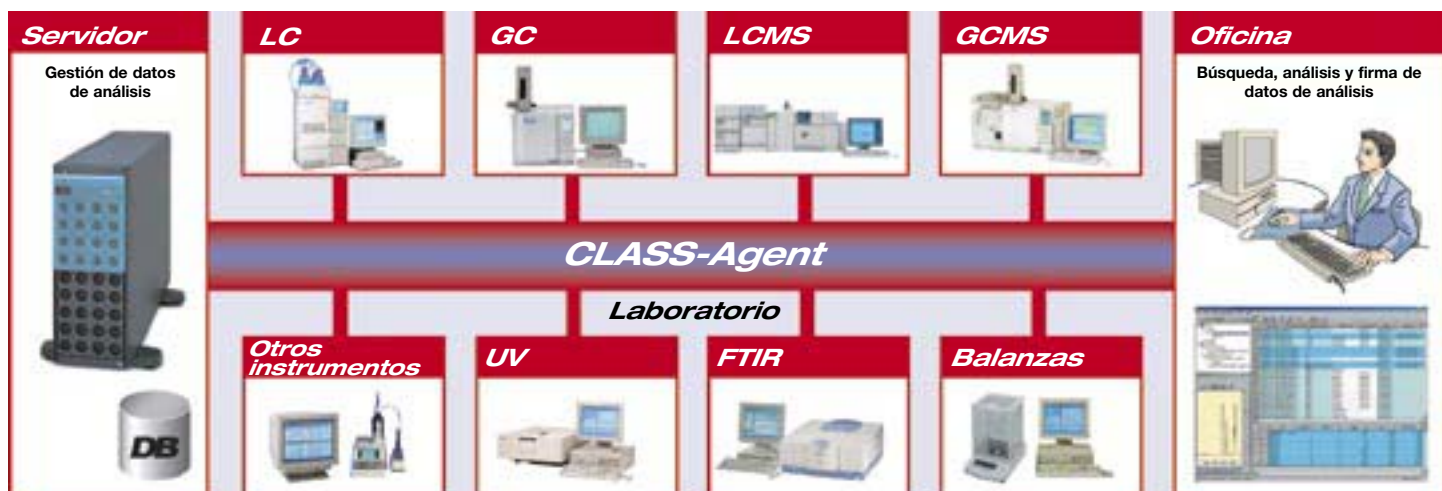 Servidor
Gestión de datos
de análisis
DB
LC
GC
LCMS
GCMS
CLASS-Agent
Laboratorio
Otros
instrumentos
UV
FTIR
Balanzas
Oficina
Búsqueda, análisis y firma de
datos de análisis